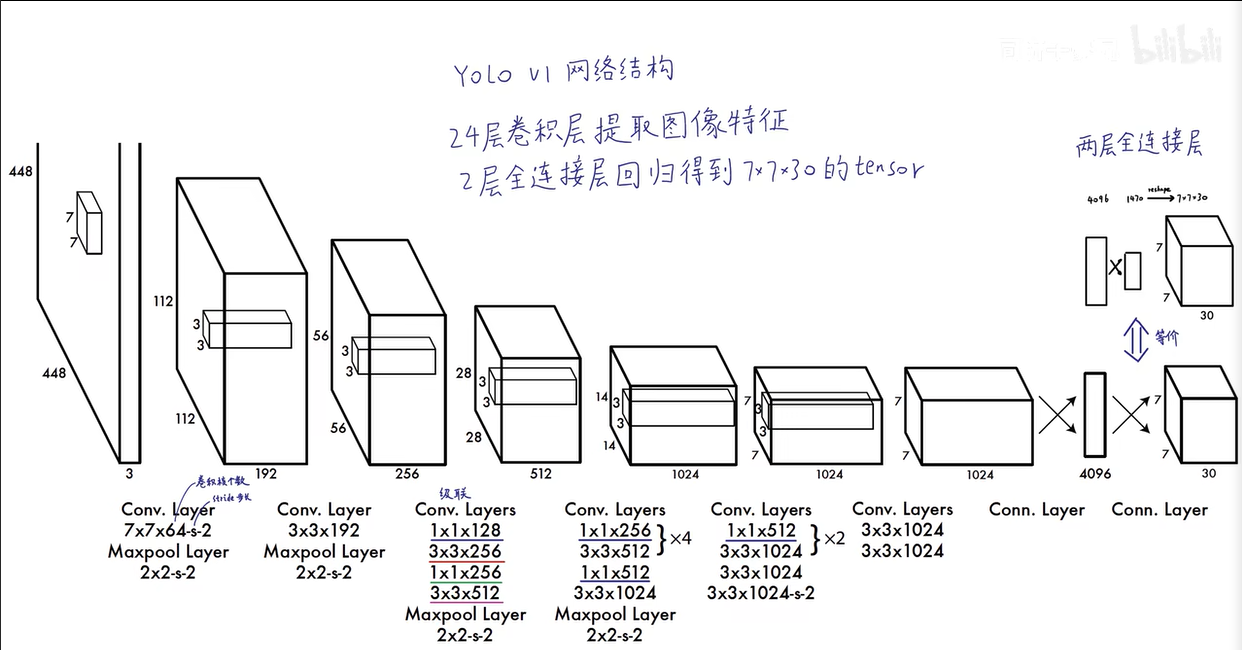 bilibili
Yolo v1 网络结构
24层卷积层提取图像特征
2层全连接层回归得到 7×7×30 的tensor
两层全连接层
4096
1470
reshape
7×7×30
7
7
30
等价
448
448
7
7
3
112
112
3
3
192
56
56
3
3
256
28
28
3
3
512
14
14
3
3
1024
7
7
3
3
1024
7
7
1024
4096
7
7
30
卷积核个数
stride 步长
Conv. Layer
7x7x64-s-2
Maxpool Layer
2x2-s-2
Conv. Layer
3x3x192
Maxpool Layer
2x2-s-2
级联
Conv. Layers
1x1x128
3x3x256
1x1x256
3x3x512
Maxpool Layer
2x2-s-2
Conv. Layers
1x1x256
3x3x512
}×4
1x1x512
3x3x1024
Maxpool Layer
2x2-s-2
Conv. Layers
1x1x512
3x3x1024
}×2
3x3x1024
3x3x1024-s-2
Conv. Layers
3x3x1024
3x3x1024
Conn. Layer
Conn. Layer